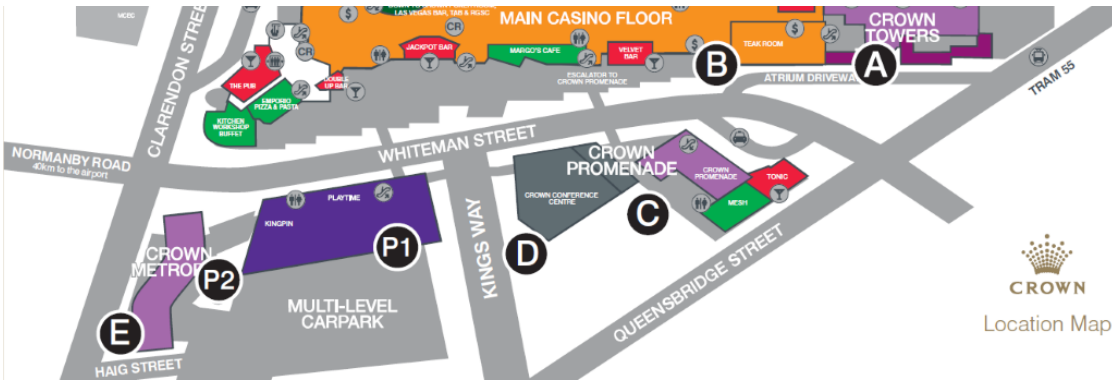 MAIN CASINO FLOOR
LAS VEGAS BAR, TAB & RGSC
CR
CROWN
TOWERS
$
A
B
TEAK ROOM
ATRIUM DRIVEWA
TRAM 55
JACKPOT BAR
MARGO'S CAFE
VELVET
BAR
$
$
CR
ESCALATOR TO
CROWN PROMENADE
DOUBLE
UP BAR
THE PUB
EMPORIO
PIZZA & PASTA
KITCHEN
WORKSHOP
BUFFET
CLARENDON STREET
NORMANBY ROAD
40km to the airport
WHITEMAN STREET
CROWN
PROMENADE
CROWN
PROMENADE
TONIC
MESH
CROWN CONFERENCE
CENTRE
C
D
KINGS WAY
QUEENSBRIDGE STREET
PLAYTIME
KINGPIN
P1
P2
CROWN
METROPO
MULTI-LEVEL
CARPARK
E
HAIG STREET
CROWN
Location Map